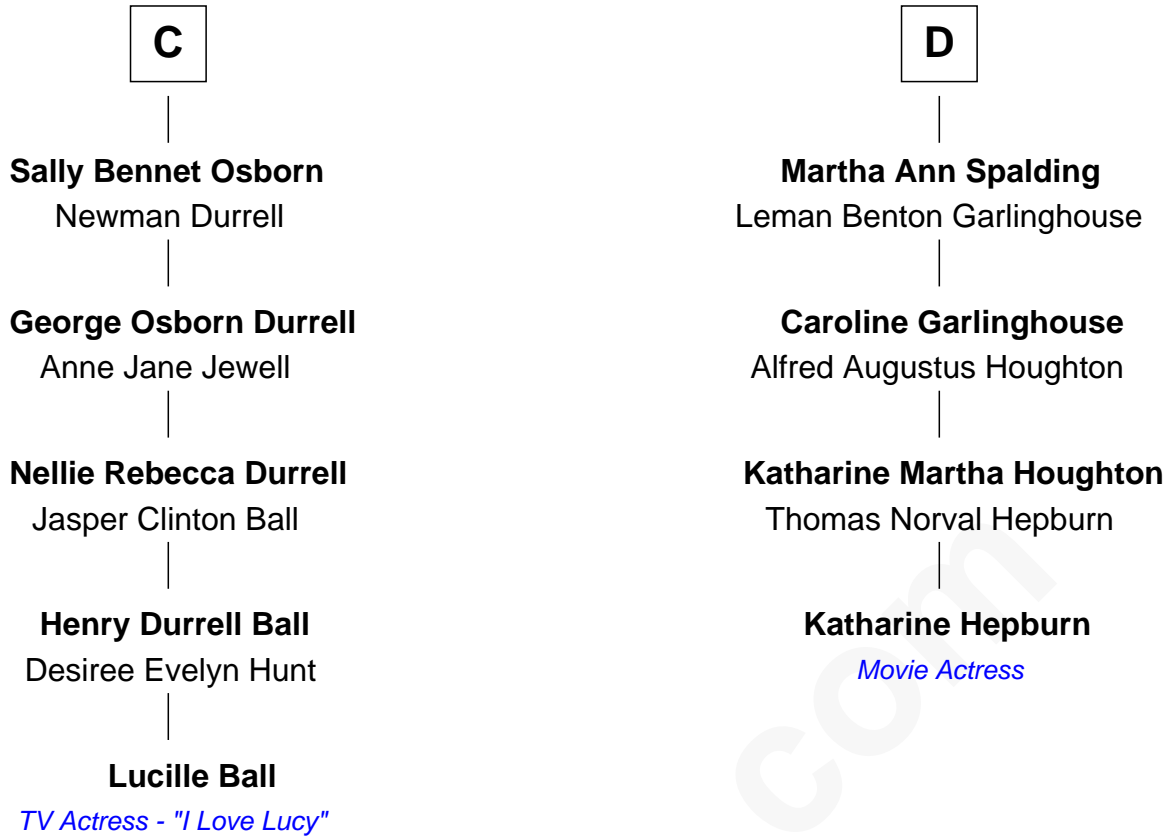 C
Sally Bennet Osborn
Newman Durrell
George Osborn Durrell
Anne Jane Jewell
Nellie Rebecca Durrell
Jasper Clinton Ball
Henry Durrell Ball
Desiree Evelyn Hunt
Lucille Ball
TV Actress - "I Love Lucy"
D
Martha Ann Spalding
Leman Benton Garlinghouse
Caroline Garlinghouse
Alfred Augustus Houghton
Katharine Martha Houghton
Thomas Norval Hepburn
Katharine Hepburn
Movie Actress
com